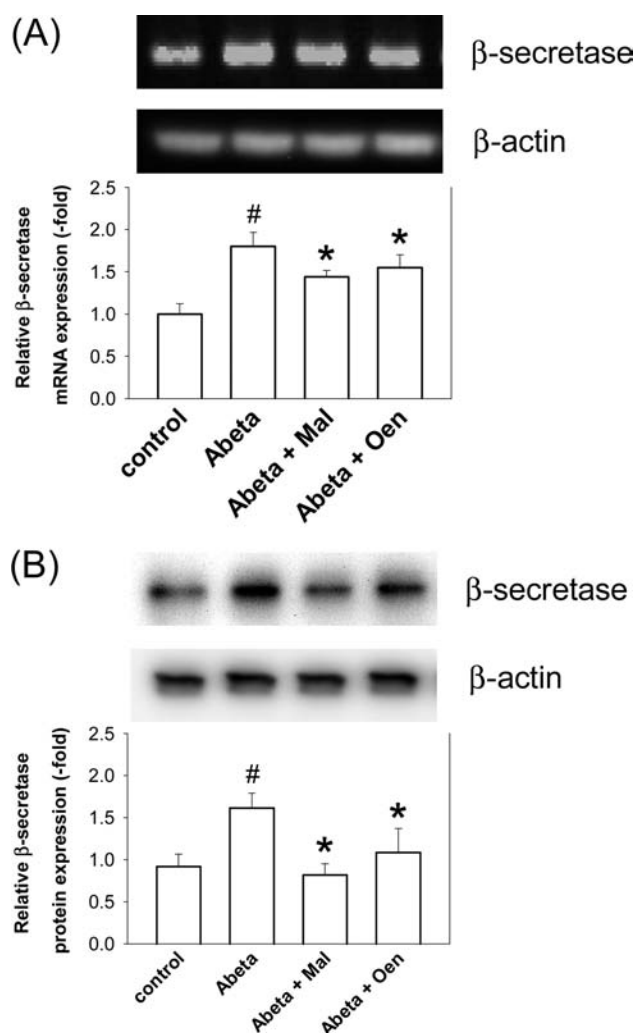 (A)
β-secretase
β-actin
Relative β-secretase
mRNA expression (-fold)
2.5
2.0
1.5
1.0
0.5
0.0
#
*
*
control
Abeta
Abeta + Mal
Abeta + Oen
(B)
β-secretase
β-actin
Relative β-secretase
protein expression (-fold)
2.5
2.0
1.5
1.0
0.5
0.0
#
*
*
control
Abeta
Abeta + Mal
Abeta + Oen